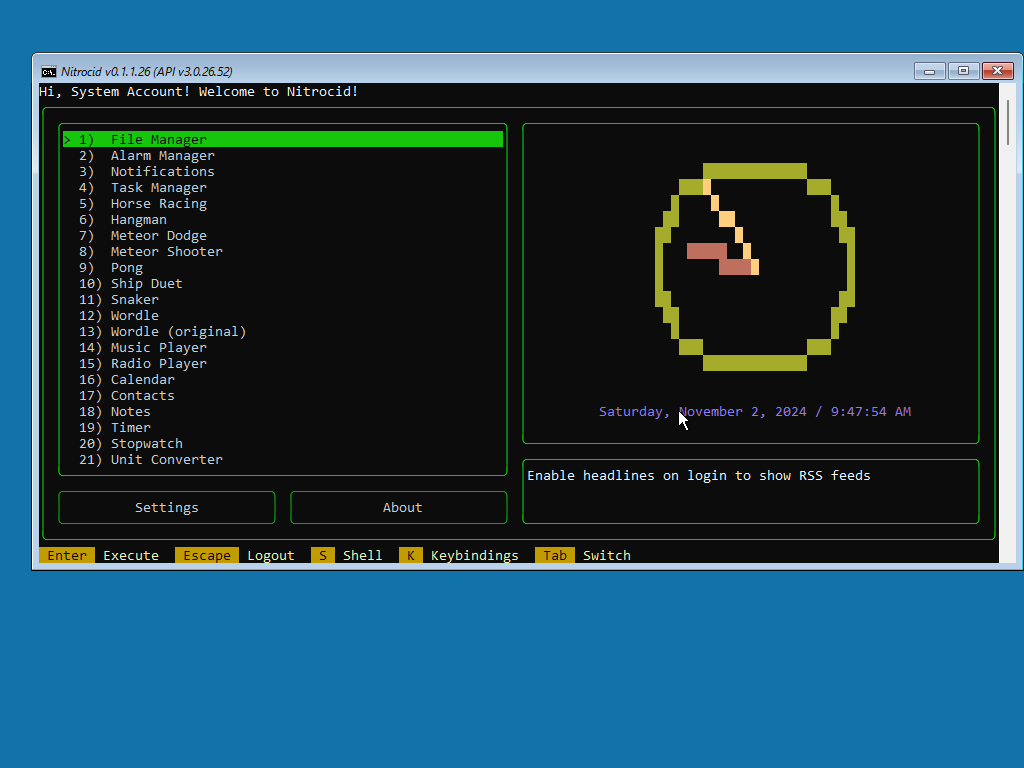 Nitrocid v0.1.1.26 (API v3.0.26.52)
Hi, System Account! Welcome to Nitrocid!
> 1) File Manager
2) Alarm Manager
3) Notifications
4) Task Manager
5) Horse Racing
6) Hangman
7) Meteor Dodge
8) Meteor Shooter
9) Pong
10) Ship Duet
11) Snaker
12) Wordle
13) Wordle (original)
14) Music Player
15) Radio Player
16) Calendar
17) Contacts
18) Notes
19) Timer
20) Stopwatch
21) Unit Converter
Settings
About
Saturday, November 2, 2024 / 9:47:54 AM
Enable headlines on login to show RSS feeds
Enter Execute Escape Logout S Shell K Keybindings Tab Switch